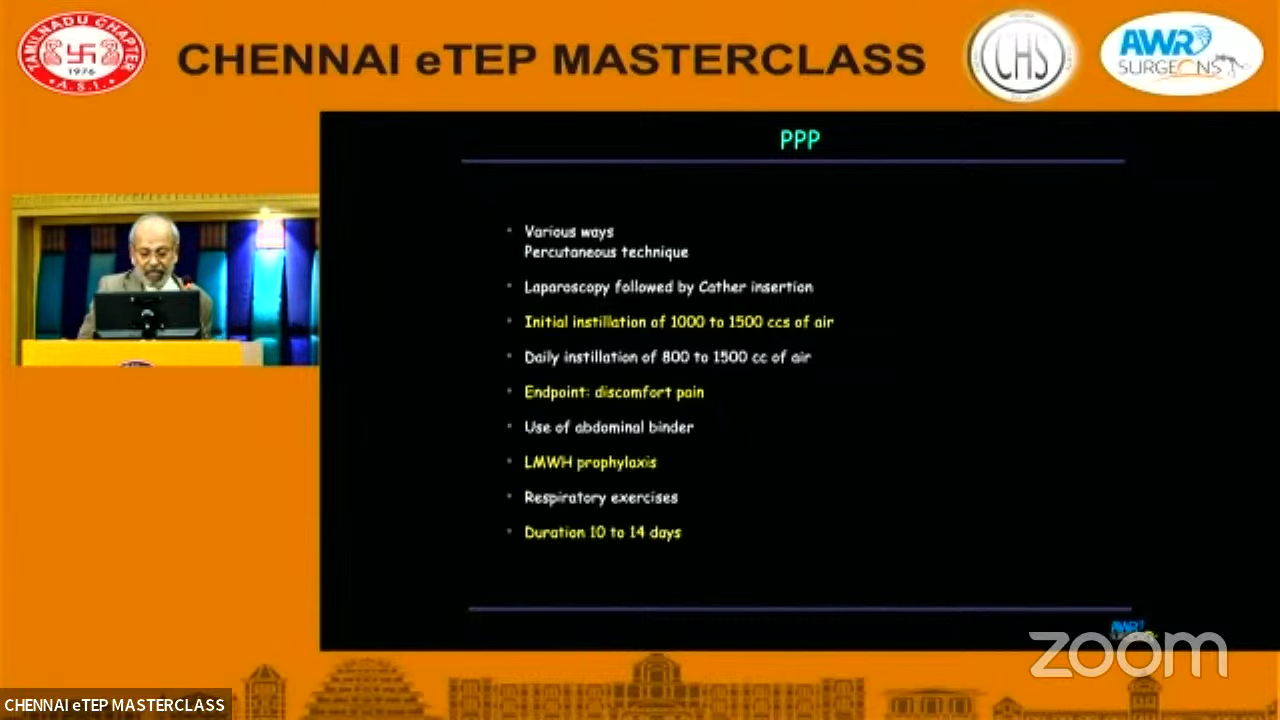 TAMILNADU CHAPTER
1976
A.S.I.
CHENNAI eTEP MASTERCLASS
CHS
AWR
SURGEONS
PPP
Various ways
Percutaneous technique
Laparoscopy followed by Cather insertion
Initial instillation of 1000 to 1500 ccs of air
Daily instillation of 800 to 1500 cc of air
Endpoint: discomfort pain
Use of abdominal binder
LMWH prophylaxis
Respiratory exercises
Duration 10 to 14 days
AWR
zoom
CHENNAI eTEP MASTERCLASS